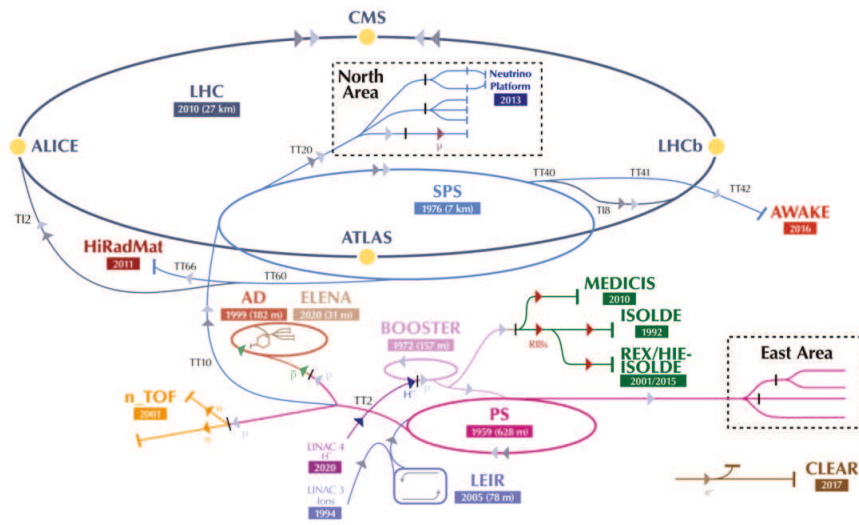 CMS
North
Area
Neutrino
Platform
2013
LHC
2010 (27 km)
μ
ALICE
LHCb
TT20
TT40
TT41
TT42
SPS
1976 (7 km)
TI8
AWAKE
2016
TI2
ATLAS
HiRadMat
2011
TT66
TT60
MEDICIS
2010
AD
1999 (182 m)
ELENA
2020 (31 m)
ISOLDE
1992
BOOSTER
1972 (157 m)
RIBs
REX/HIE-
ISOLDE
2001/2015
East Area
TT10
p
p
H-
p
n_TOF
2001
n
n
p
TT2
PS
1959 (628 m)
LINAC 4
H-
2020
LINAC 3
Ions
1994
LEIR
2005 (78 m)
CLEAR
2017
e-